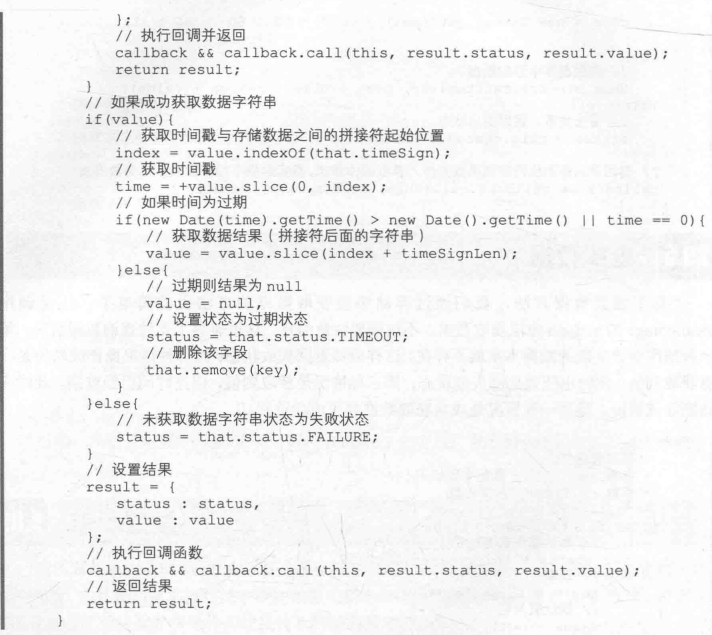 };
// 执行回调并返回
callback && callback.call(this, result.status, result.value);
return result;
}
// 如果成功获取数据字符串
if(value){
// 获取时间戳与存储数据之间的拼接符起始位置
index = value.indexOf(that.timeSign);
// 获取时间戳
time = +value.slice(0, index);
// 如果时间为过期
if(new Date(time).getTime() > new Date().getTime() || time == 0){
// 获取数据结果（拼接符后面的字符串）
value = value.slice(index + timeSignLen);
}else{
// 过期则结果为 null
value = null,
// 设置状态为过期状态
status = that.status.TIMEOUT;
// 删除该字段
that.remove(key);
}
}else{
// 未获取数据字符串状态为失败状态
status = that.status.FAILURE;
}
// 设置结果
result = {
status : status,
value : value
};
// 执行回调函数
callback && callback.call(this, result.status, result.value);
// 返回结果
return result;
}